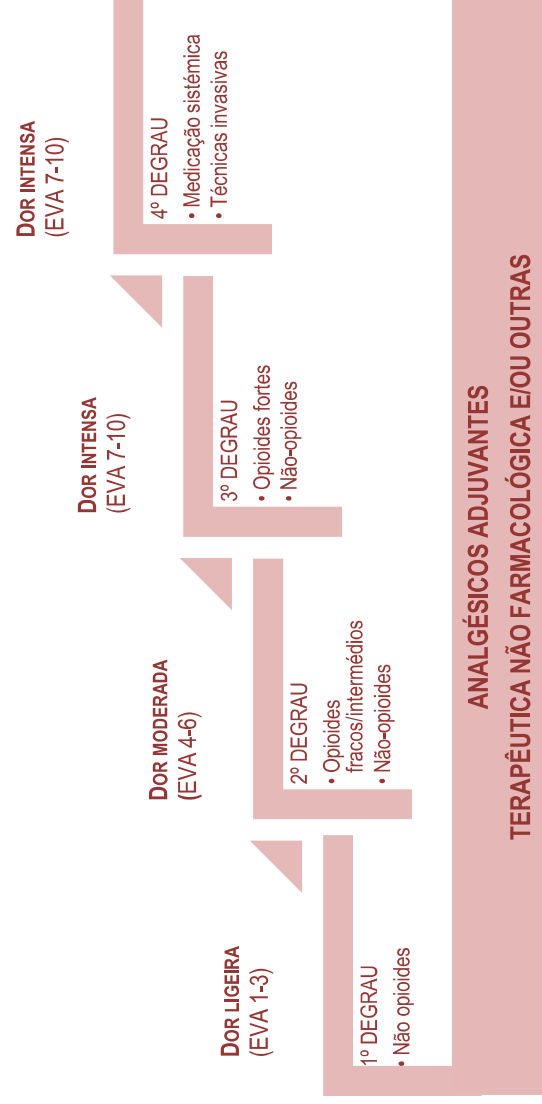 DOR LIGEIRA
(EVA 1-3)
1º DEGRAU
• Não opioides
DOR MODERADA
(EVA 4-6)
2º DEGRAU
• Opioides
fracos/intermédios
• Não-opioides
DOR INTENSA
(EVA 7-10)
3º DEGRAU
• Opioides fortes
• Não-opioides
DOR INTENSA
(EVA 7-10)
4º DEGRAU
• Medicação sistémica
• Técnicas invasivas
ANALGÉSICOS ADJUVANTES
TERAPÊUTICA NÃO FARMACOLÓGICA E/OU OUTRAS